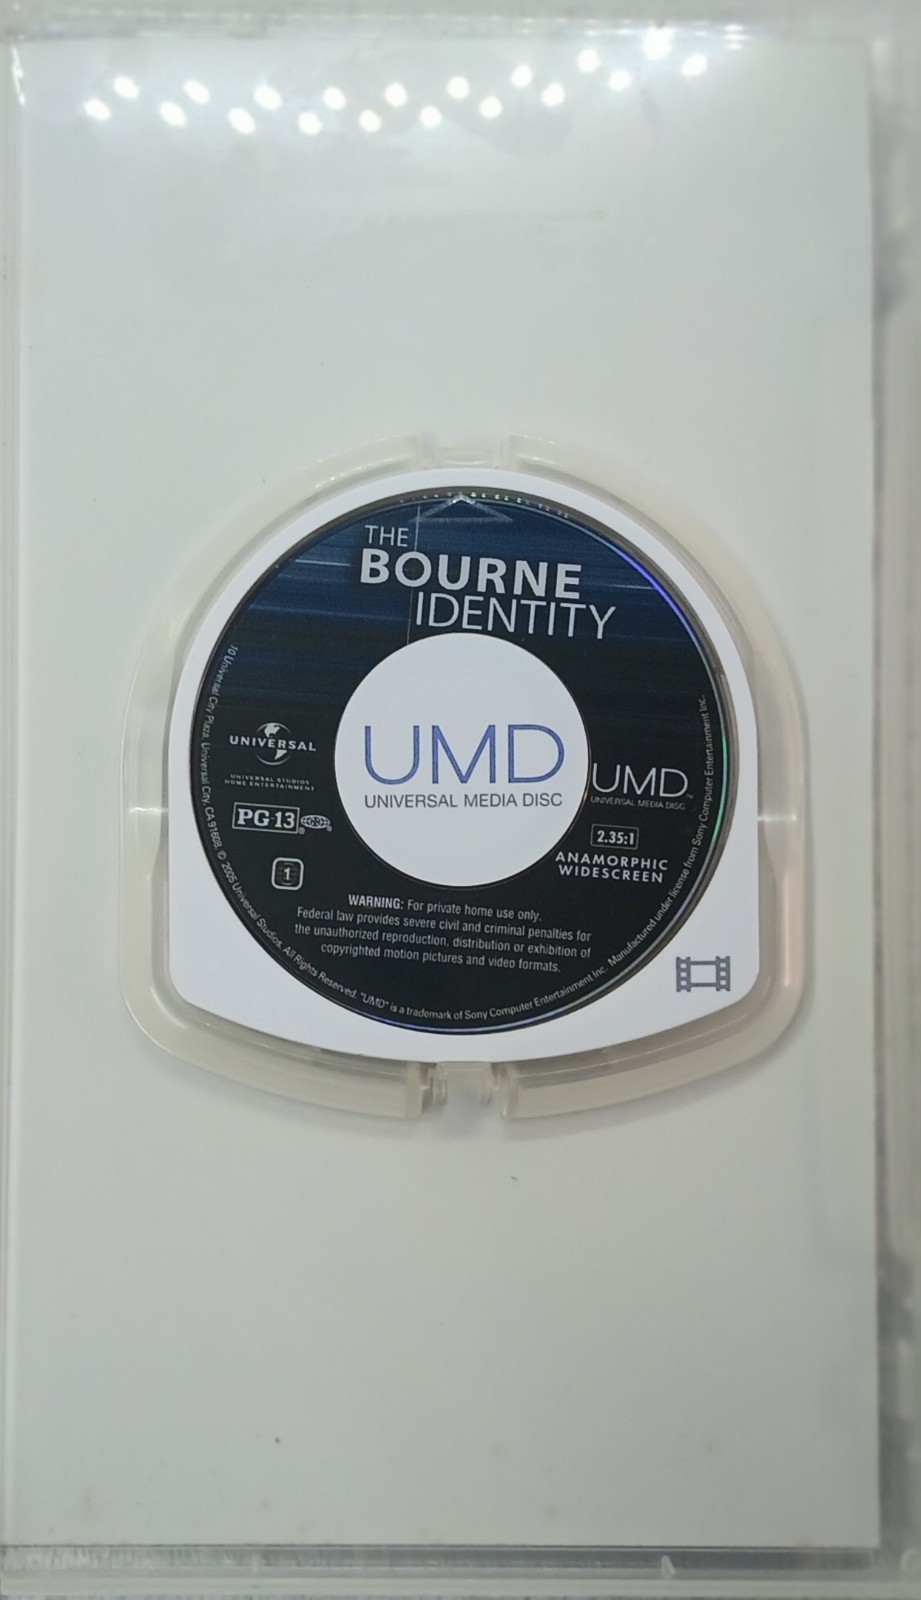 THE
BOURNE
IDENTITY
UNIVERSAL
UNIVERSAL STUDIOS
HOME ENTERTAINMENT
PG-13
1
UMD
UNIVERSAL MEDIA DISC
UMD™
UNIVERSAL MEDIA DISC
2.35:1
ANAMORPHIC
WIDESCREEN
WARNING: For private home use only.
Federal law provides severe civil and criminal penalties for
the unauthorized reproduction, distribution or exhibition of
copyrighted motion pictures and video formats.
10 Universal City Plaza, Universal City, CA 91608. © 2005 Universal Studios. All Rights Reserved. "UMD" is a trademark of Sony Computer Entertainment Inc. Manufactured under license from Sony Computer Entertainment Inc.